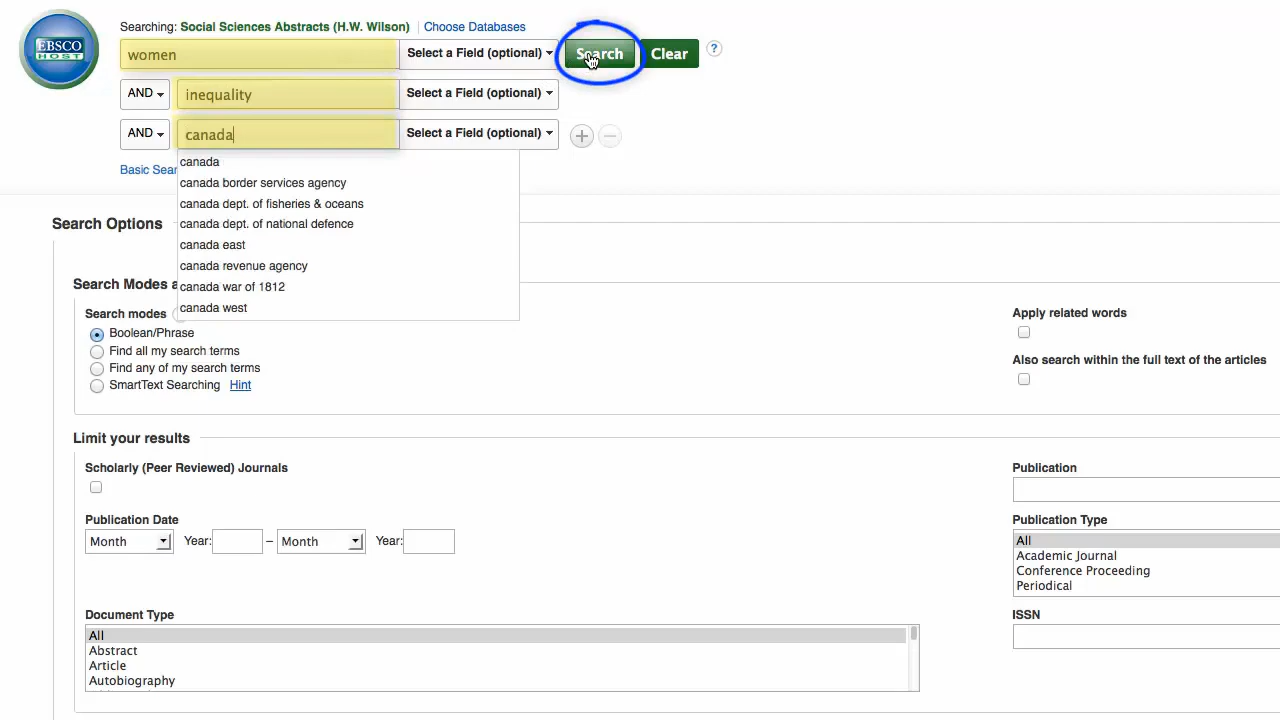 Searching: Social Sciences Abstracts (H.W. Wilson) Choose Databases
EBSCO
HOST
women Select a Field (optional) Search Clear ?
AND inequality Select a Field (optional)
AND canada Select a Field (optional)
Basic Sear
canada
canada border services agency
canada dept. of fisheries & oceans
canada dept. of national defence
canada east
canada revenue agency
canada war of 1812
canada west
Search Options
Search Modes a
Search modes
Boolean/Phrase
Find all my search terms
Find any of my search terms
SmartText Searching Hint
Apply related words
Also search within the full text of the articles
Limit your results
Scholarly (Peer Reviewed) Journals
Publication Date
Month Year: – Month Year:
Document Type
All
Abstract
Article
Autobiography
Publication
Publication Type
All
Academic Journal
Conference Proceeding
Periodical
ISSN